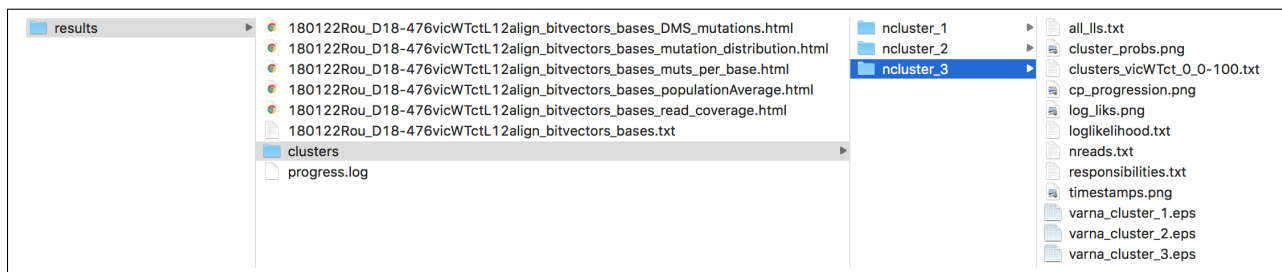 results
180122Rou_D18-476vicWTctL12align_bitvectors_bases_DMS_mutations.html
180122Rou_D18-476vicWTctL12align_bitvectors_bases_mutation_distribution.html
180122Rou_D18-476vicWTctL12align_bitvectors_bases_muts_per_base.html
180122Rou_D18-476vicWTctL12align_bitvectors_bases_populationAverage.html
180122Rou_D18-476vicWTctL12align_bitvectors_bases_read_coverage.html
180122Rou_D18-476vicWTctL12align_bitvectors_bases.txt
clusters
progress.log
ncluster_1
ncluster_2
ncluster_3
all_lls.txt
cluster_probs.png
clusters_vicWTct_0_0-100.txt
cp_progression.png
log_liks.png
loglikelihood.txt
nreads.txt
responsibilities.txt
timestamps.png
varna_cluster_1.eps
varna_cluster_2.eps
varna_cluster_3.eps